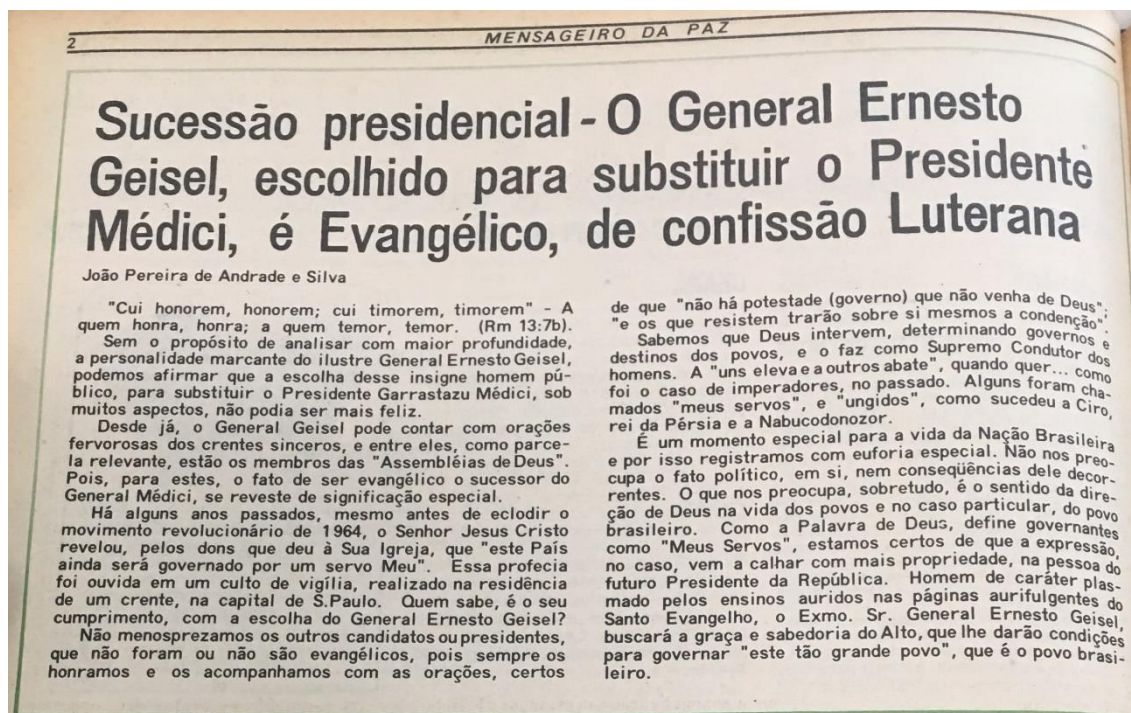 2
MENSAGEIRO DA PAZ
Sucessão presidencial - O General Ernesto
Geisel, escolhido para substituir o Presidente
Médici, é Evangélico, de confissão Luterana
João Pereira de Andrade e Silva
"Cui honorem, honorem; cui timorem, timorem" - A
quem honra, honra; a quem temor, temor. (Rm 13:7b).
Sem o propósito de analisar com maior profundidade,
a personalidade marcante do ilustre General Ernesto Geisel,
podemos afirmar que a escolha desse insigne homem pú-
blico, para substituir o Presidente Garrastazu Médici, sob
muitos aspectos, não podia ser mais feliz.
Desde já, o General Geisel pode contar com orações
fervorosas dos crentes sinceros, e entre eles, como parce-
la relevante, estão os membros das "Assembléias de Deus".
Pois, para estes, o fato de ser evangélico o sucessor do
General Médici, se reveste de significação especial.
Há alguns anos passados, mesmo antes de eclodir o
movimento revolucionário de 1964, o Senhor Jesus Cristo
revelou, pelos dons que deu à Sua Igreja, que "este País
ainda será governado por um servo Meu". Essa profecia
foi ouvida em um culto de vigília, realizado na residência
de um crente, na capital de S.Paulo. Quem sabe, é o seu
cumprimento, com a escolha do General Ernesto Geisel?
Não menosprezamos os outros candidatos ou presidentes,
que não foram ou não são evangélicos, pois sempre os
honramos e os acompanhamos com as orações, certos
de que "não há potestade (governo) que não venha de Deus";
"e os que resistem trarão sobre si mesmos a condenção".
Sabemos que Deus intervem, determinando governos e
destinos dos povos, e o faz como Supremo Condutor dos
homens. A "uns eleva e a outros abate", quando quer... como
foi o caso de imperadores, no passado. Alguns foram cha-
mados "meus servos", e "ungidos", como sucedeu a Ciro,
rei da Pérsia e a Nabucodonozor.
É um momento especial para a vida da Nação Brasileira
e por isso registramos com euforia especial. Não nos preo-
cupa o fato político, em si, nem conseqüências dele decor-
rentes. O que nos preocupa, sobretudo, é o sentido da dire-
ção de Deus na vida dos povos e no caso particular, do povo
brasileiro. Como a Palavra de Deus, define governantes
como "Meus Servos", estamos certos de que a expressão,
no caso, vem a calhar com mais propriedade, na pessoa do
futuro Presidente da República. Homem de caráter plas-
mado pelos ensinos auridos nas páginas aurifulgentes do
Santo Evangelho, o Exmo. Sr. General Ernesto Geisel,
buscará a graça e sabedoria do Alto, que lhe darão condições
para governar "este tão grande povo", que é o povo brasi-
leiro.